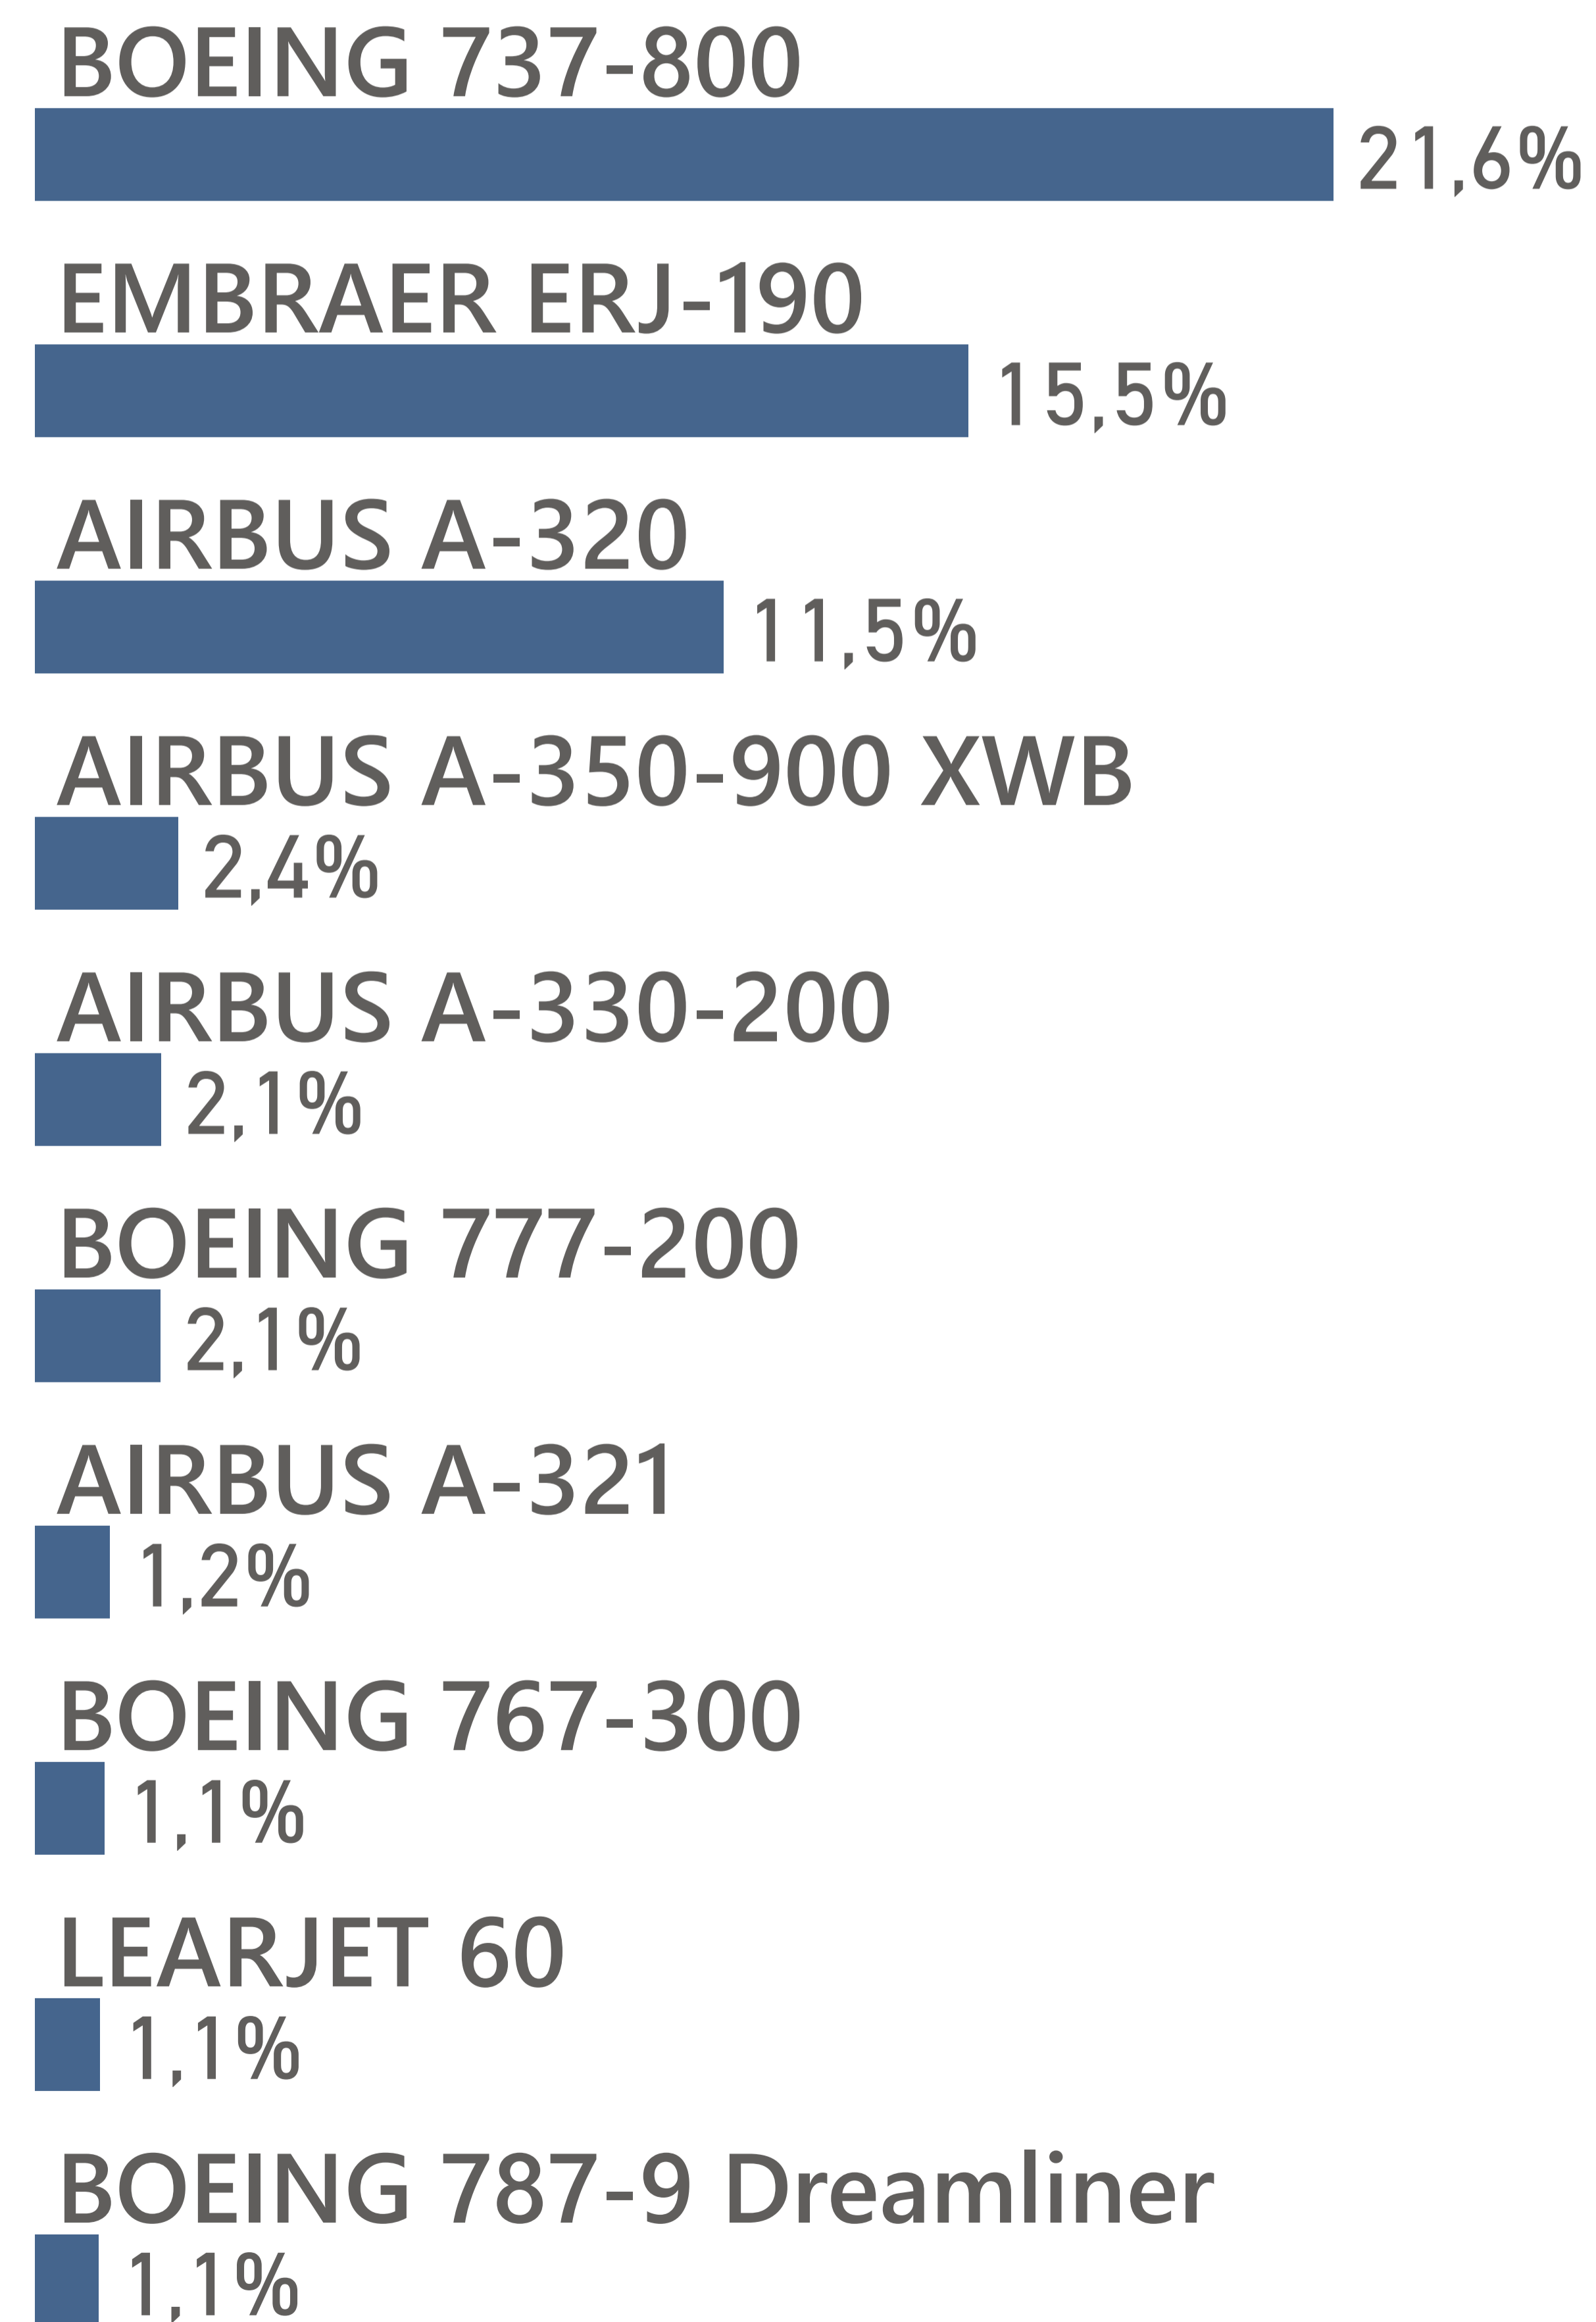 BOEING 737-800
21,6%
EMBRAER ERJ-190
15,5%
AIRBUS A-320
11,5%
AIRBUS A-350-900 XWB
2,4%
AIRBUS A-330-200
2,1%
BOEING 777-200
2,1%
AIRBUS A-321
1,2%
BOEING 767-300
1,1%
LEARJET 60
1,1%
BOEING 787-9 Dreamliner
1,1%